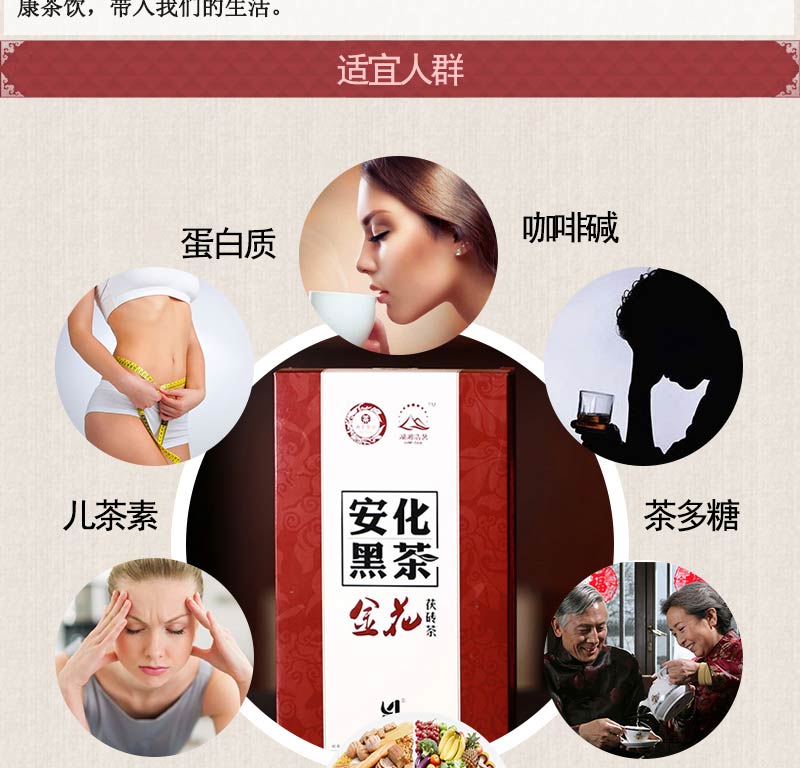 康茶饮，带入我们的生活。
适宜人群
蛋白质
咖啡碱
儿茶素
茶多糖
安化
黑茶
金花
茯砖茶